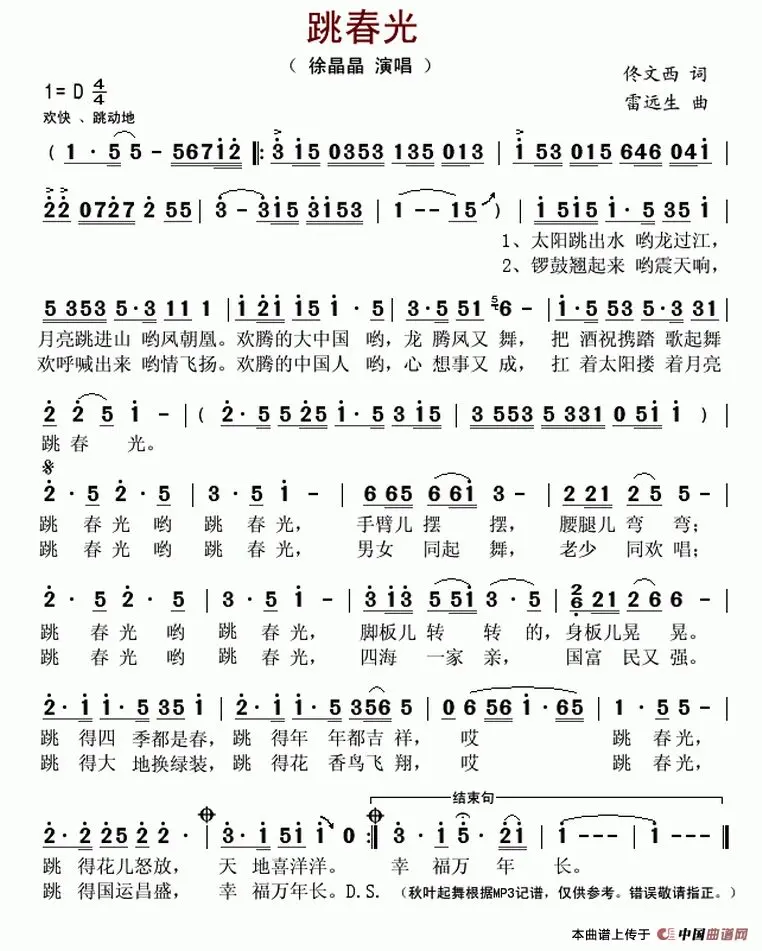 跳春光
（ 徐晶晶 演唱 ）
1= D 4/4
佟文西 词
欢快 、跳动地
雷远生 曲
( 1 · 5 5 - 5 6 7 1 2 |: 3 1 5 0 3 5 3 1 3 5 0 1 3 | 1 5 3 0 1 5 6 4 6 0 4 1 |
2 2 0 7 2 7 2 5 5 | 3 - 3 1 5 3 1 5 3 | 1 - - 1 5 ) | 1 5 1 5 1 · 5 3 5 1 |
1、太阳跳出水 哟龙过江，
2、锣鼓翘起来 哟震天响，
5 3 5 3 5 · 3 1 1 1 | 1 2 1 1 5 1 1 · 5 | 3 · 5 5 1 5 6 - | 1 · 5 5 3 5 · 3 3 1 |
月亮跳进山 哟凤朝凰。欢腾的大中国 哟，龙 腾凤又 舞， 把 酒祝携踏 歌起舞
欢呼喊出来 哟情飞扬。欢腾的中国人 哟，心 想事又 成， 扛 着太阳搂 着月亮
2 2 5 1 - | ( 2 · 5 5 2 5 1 · 5 3 1 5 | 3 5 5 3 5 3 3 1 0 5 1 1 ) |
跳 春 光。
2 · 5 2 · 5 | 3 · 5 1 - | 6 6 5 6 6 1 3 - | 2 2 1 2 5 5 |
跳 春 光 哟 跳 春 光， 手臂儿 摆 摆， 腰腿儿 弯 弯；
跳 春 光 哟 跳 春 光， 男女 同起 舞， 老少 同欢 唱；
2 · 5 2 · 5 | 3 · 5 1 - | 3 1 3 5 5 1 3 · 5 | 2/6 2 1 2 6 6 |
跳 春 光 哟 跳 春 光， 脚板儿 转 转 的，身板儿晃 晃。
跳 春 光 哟 跳 春 光， 四海 一家 亲， 国富 民又 强。
2 · 1 1 · 5 3 5 1 | 2 · 1 1 · 5 3 5 6 5 | 0 6 5 6 1 · 6 5 | 1 · 5 5 - |
跳 得四 季都是春，跳 得年 年都吉 祥， 哎 跳 春光，
跳 得大 地换绿装，跳 得花 香鸟飞 翔， 哎 跳 春光，
结束句
2 · 2 2 2 5 2 2 · | 3 · 1 5 1 1 1 0 :| 3 · 1 2 · 2 1 | 1 - - - | 1 - - - ||
跳 得花儿怒放， 天 地喜洋洋。 幸 福万 年 长。
跳 得国运昌盛， 幸 福万年长。D.S.（秋叶起舞根据MP3记谱，仅供参考。错误敬请指正。）
本曲谱上传于 中国曲谱网